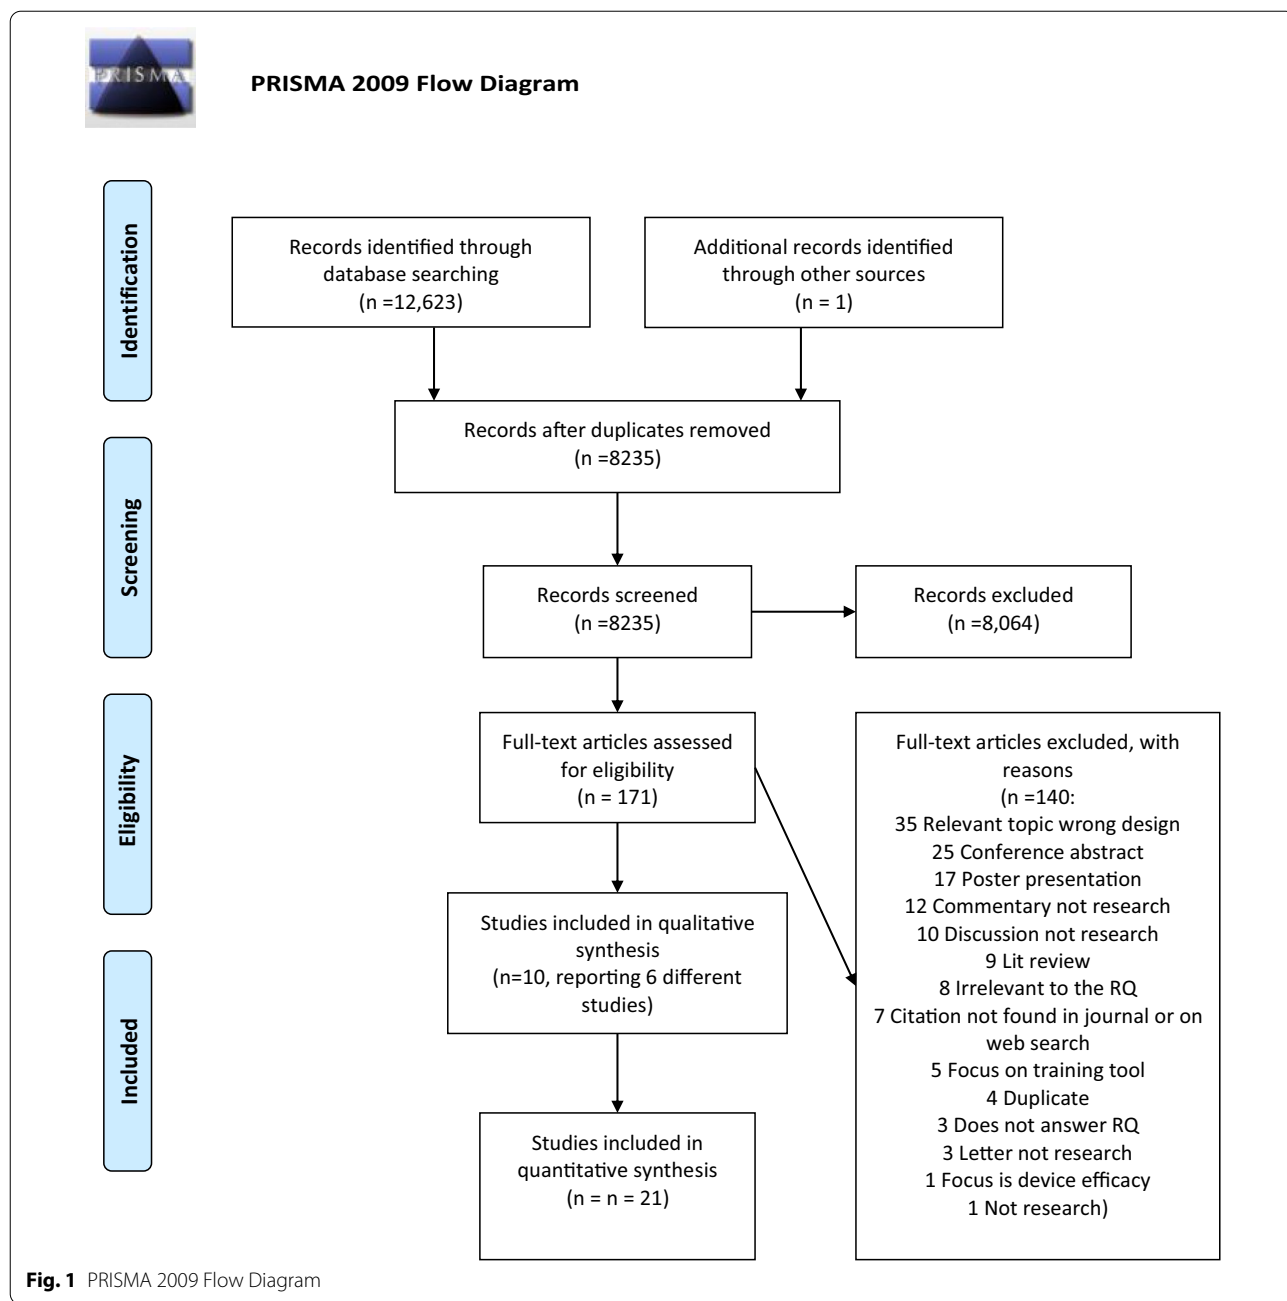 PRISMA
PRISMA 2009 Flow Diagram
Identification
Records identified through
database searching
(n =12,623)
Additional records identified
through other sources
(n = 1)
Records after duplicates removed
(n =8235)
Screening
Records screened
(n =8235)
Records excluded
(n =8,064)
Eligibility
Full-text articles assessed
for eligibility
(n = 171)
Full-text articles excluded, with
reasons
(n =140:
35 Relevant topic wrong design
25 Conference abstract
17 Poster presentation
12 Commentary not research
10 Discussion not research
9 Lit review
8 Irrelevant to the RQ
7 Citation not found in journal or on
web search
5 Focus on training tool
4 Duplicate
3 Does not answer RQ
3 Letter not research
1 Focus is device efficacy
1 Not research)
Studies included in qualitative
synthesis
(n=10, reporting 6 different
studies)
Included
Studies included in
quantitative synthesis
(n = n = 21)
Fig. 1 PRISMA 2009 Flow Diagram